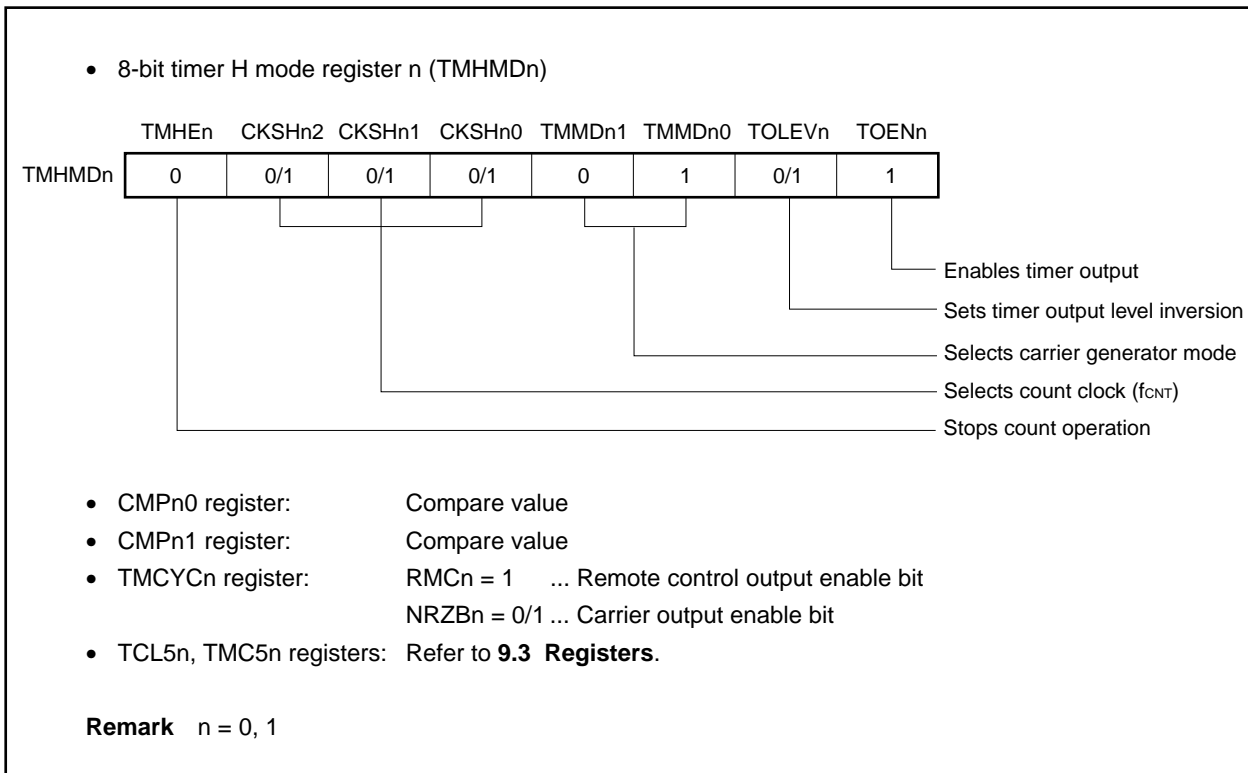 • 8-bit timer H mode register n (TMHMDn)
TMHEn CKSHn2 CKSHn1 CKSHn0 TMMDn1 TMMDn0 TOLEVn TOENn
TMHMDn 0 0/1 0/1 0/1 0 1 0/1 1
Enables timer output
Sets timer output level inversion
Selects carrier generator mode
Selects count clock (fCNT)
Stops count operation
• CMPn0 register: Compare value
• CMPn1 register: Compare value
• TMCYCn register: RMCn = 1 ... Remote control output enable bit
NRZBn = 0/1 ... Carrier output enable bit
• TCL5n, TMC5n registers: Refer to 9.3 Registers.
Remark n = 0, 1